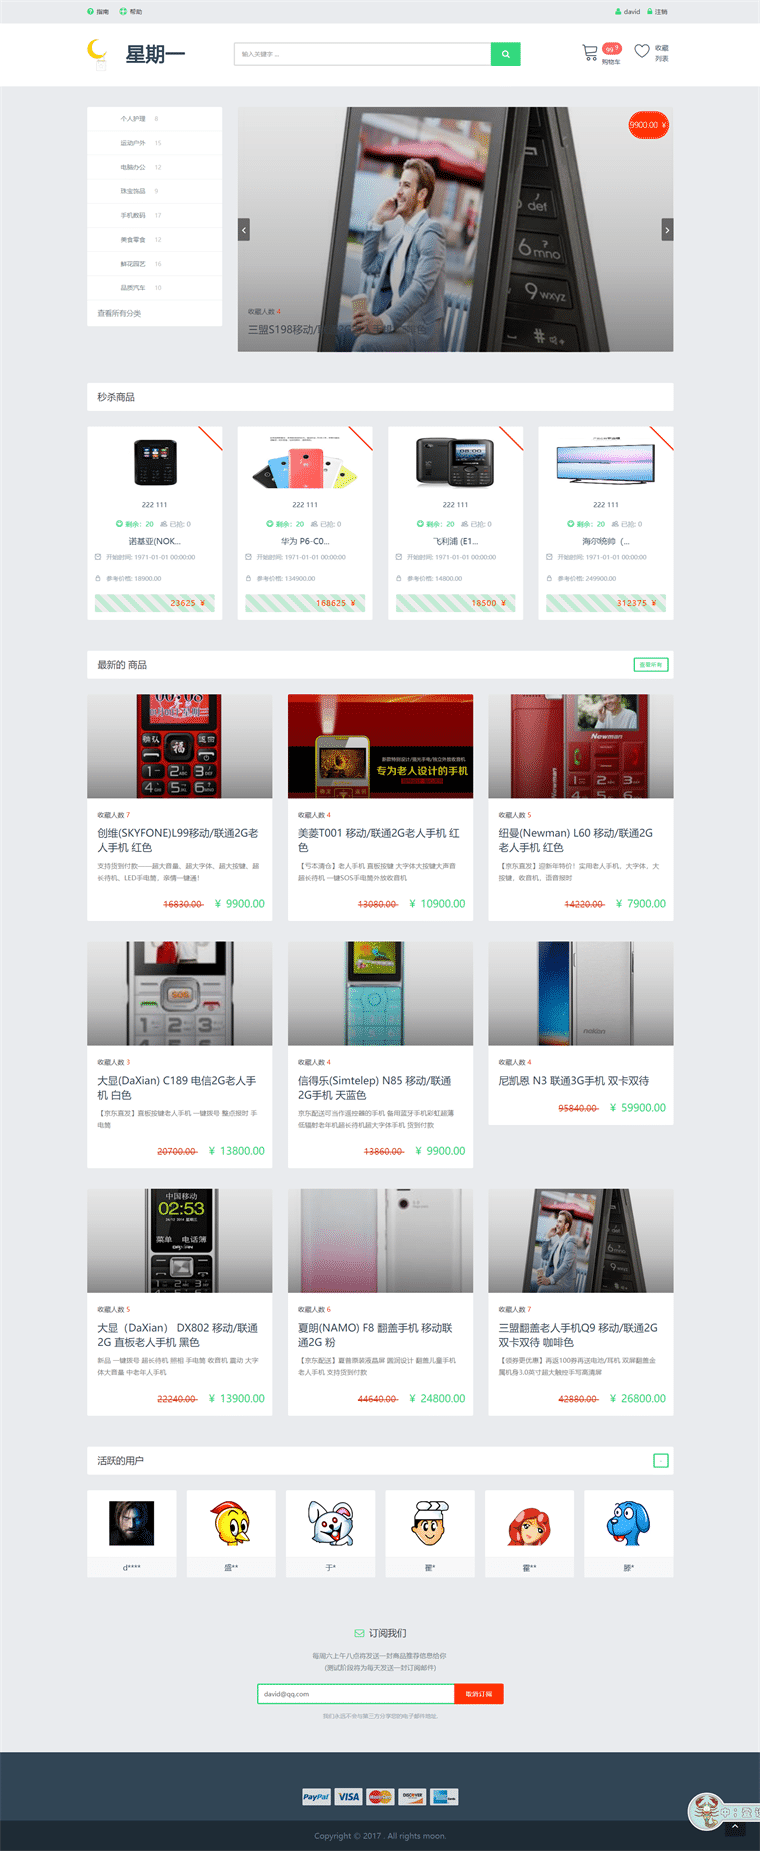 指南 帮助
david 注销
星期一
输入关键字 ...
购物车
收藏
列表
个人护理 8
运动户外 15
电脑办公 12
珠宝饰品 9
手机数码 17
美食零食 12
鲜花园艺 16
品质汽车 10
查看所有分类
9900.00 ¥
收藏人数 4
秒杀商品
222 111
222 111
222 111
222 111
剩余：20 已抢: 0
剩余：20 已抢: 0
剩余：20 已抢: 0
剩余：20 已抢: 0
诺基亚(NOK...
华为 P6-C0...
飞利浦 (E1...
海尔统帅（...
开始时间: 1971-01-01 00:00:00
开始时间: 1971-01-01 00:00:00
开始时间: 1971-01-01 00:00:00
开始时间: 1971-01-01 00:00:00
参考价格: 18900.00
参考价格: 134900.00
参考价格: 14800.00
参考价格: 249900.00
23625 ¥
168625 ¥
18500 ¥
312375 ¥
最新的 商品
查看所有
收藏人数 7
创维(SKYFONE)L99移动/联通2G老
人手机 红色
支持货到付款——超大音量、超大字体、超大按键、超
长待机、LED手电筒、亲情一键通！
16830.00 ¥ 9900.00
专为老人设计的手机
收藏人数 4
美菱T001 移动/联通2G老人手机 红
色
【亏本清仓】老人手机 直板按键 大字体大按键大声音
超长待机 一键SOS手电筒外放收音机
13080.00 ¥ 10900.00
Newman
收藏人数 5
纽曼(Newman) L60 移动/联通2G
老人手机 红色
【京东直发】迎新年特价！实用老人手机、大字体、大
按键、收音机、语音报时
14220.00 ¥ 7900.00
SOS
收藏人数 3
大显(DaXian) C189 电信2G老人手
机 白色
【京东直发】直板按键老人手机 一键拨号 整点报时 手
电筒
20700.00 ¥ 13800.00
收藏人数 4
信得乐(Simtelep) N85 移动/联通
2G手机 天蓝色
京东配送可当作遥控器的手机 备用蓝牙手机彩虹超薄
低辐射老年机超长待机超大字体手机 货到付款
13860.00 ¥ 9900.00
收藏人数 4
尼凯恩 N3 联通3G手机 双卡双待
95840.00 ¥ 59900.00
中国移动
02:53
菜单 电话簿
收藏人数 5
大显（DaXian） DX802 移动/联通
2G 直板老人手机 黑色
新品 一键拨号 超长待机 照相 手电筒 收音机 震动 大字
体大音量 中老年人手机
22240.00 ¥ 13900.00
收藏人数 6
夏朗(NAMO) F8 翻盖手机 移动联
通2G 粉
【京东配送】夏普原装液晶屏 圆润设计 翻盖儿童手机
老人手机 支持货到付款
44640.00 ¥ 24800.00
收藏人数 7
三盟翻盖老人手机Q9 移动/联通2G
双卡双待 咖啡色
【领券更优惠】再返100券再送电池/耳机 双屏翻盖金
属机身3.0英寸超大触控手写高清屏
42880.00 ¥ 26800.00
活跃的用户
d****
盛**
于*
翟*
霍**
滕*
订阅我们
每周六上午八点将发送一封商品推荐信息给你
(测试阶段将为每天发送一封订阅邮件)
david@qq.com
取消订阅
我们永远不会与第三方分享您的电子邮件地址.
PayPal VISA MasterCard DISCOVER
Copyright © 2017 . All rights moon.